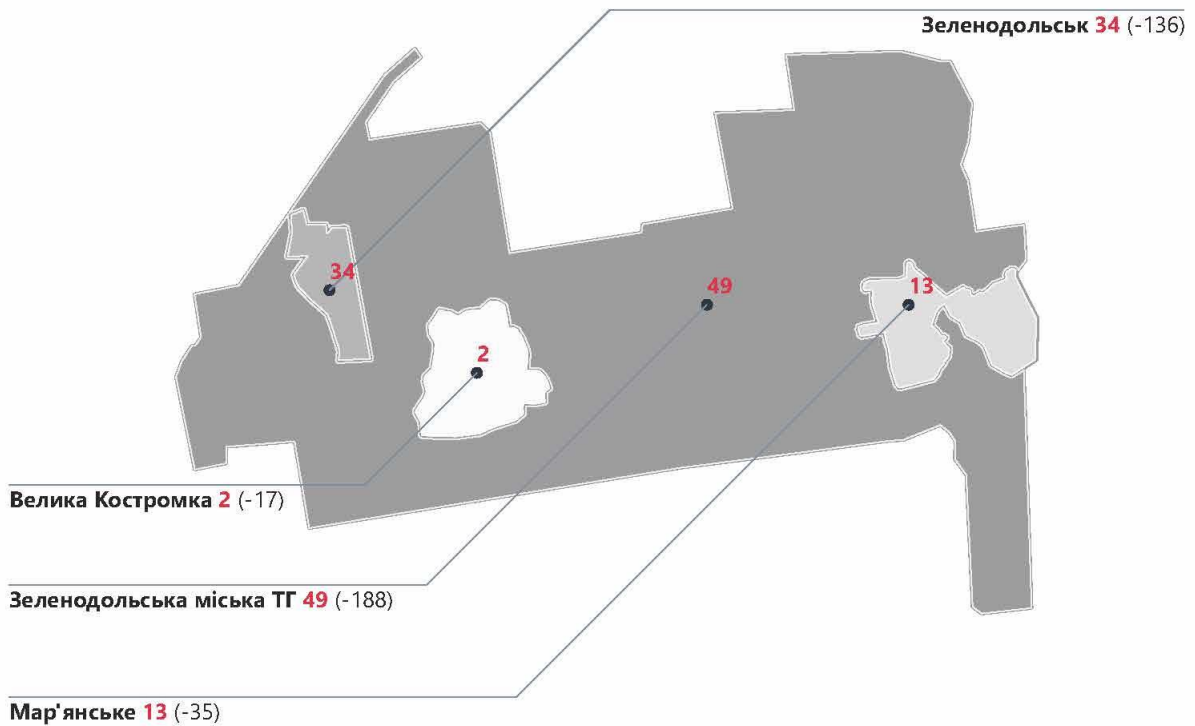 Зеленодольськ 34 (-136)
34
49
13
2
Велика Костромка 2 (-17)
Зеленодольська міська ТГ 49 (-188)
Мар'янське 13 (-35)